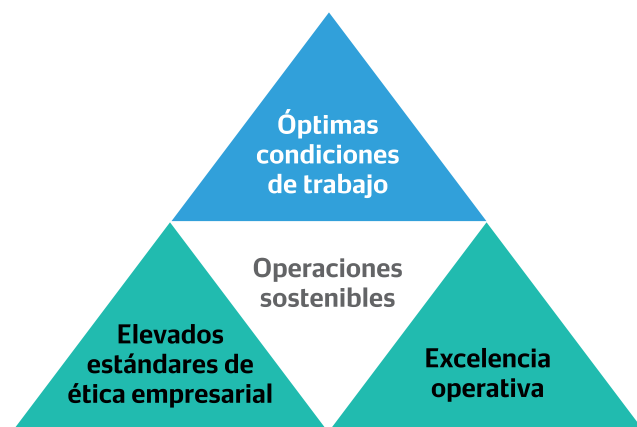 Óptimas
condiciones
de trabajo
Operaciones
sostenibles
Elevados
estándares de
ética empresarial
Excelencia
operativa